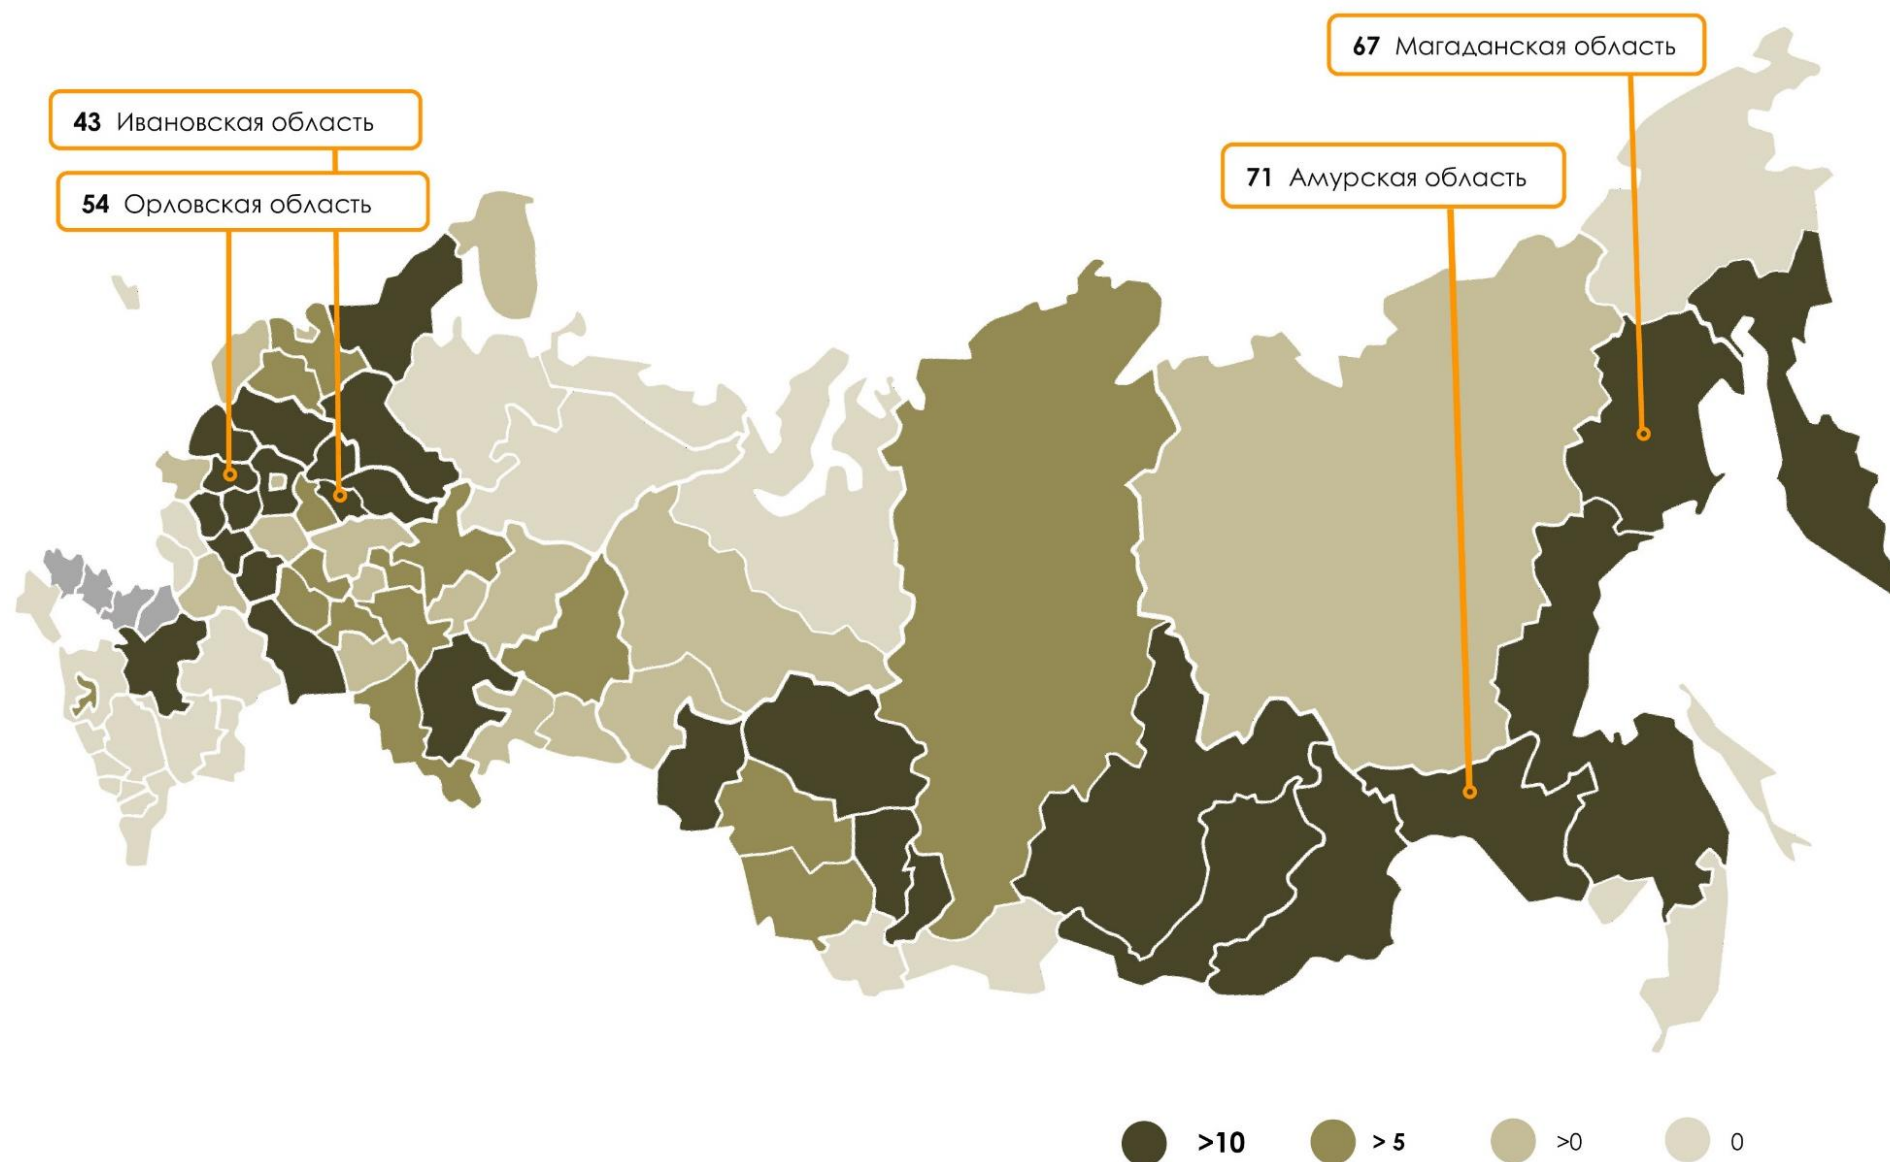 67 Магаданская область
43 Ивановская область
71 Амурская область
54 Орловская область
>10 > 5 >0 0